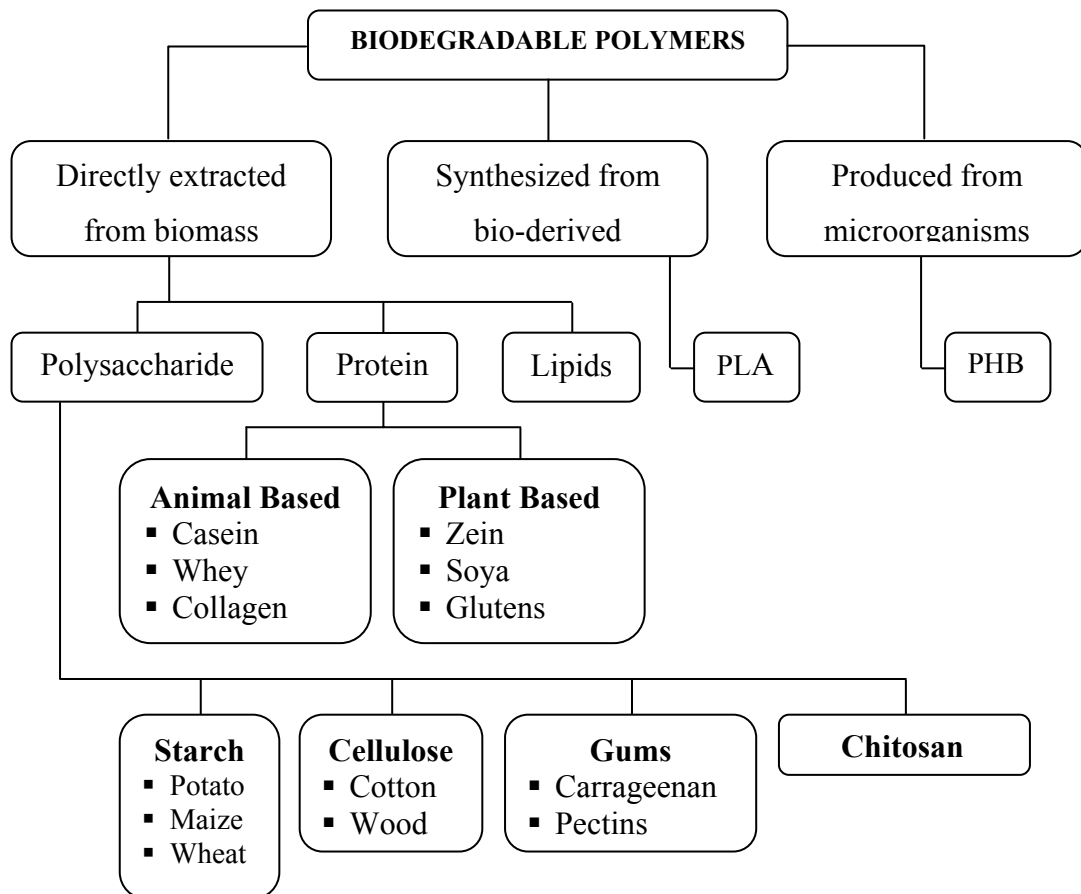 BIODEGRADABLE POLYMERS
Directly extracted
from biomass
Synthesized from
bio-derived
Produced from
microorganisms
Polysaccharide
Protein
Lipids
PLA
PHB
Animal Based
▪ Casein
▪ Whey
▪ Collagen
Plant Based
▪ Zein
▪ Soya
▪ Glutens
Starch
▪ Potato
▪ Maize
▪ Wheat
Cellulose
▪ Cotton
▪ Wood
Gums
▪ Carrageenan
▪ Pectins
Chitosan